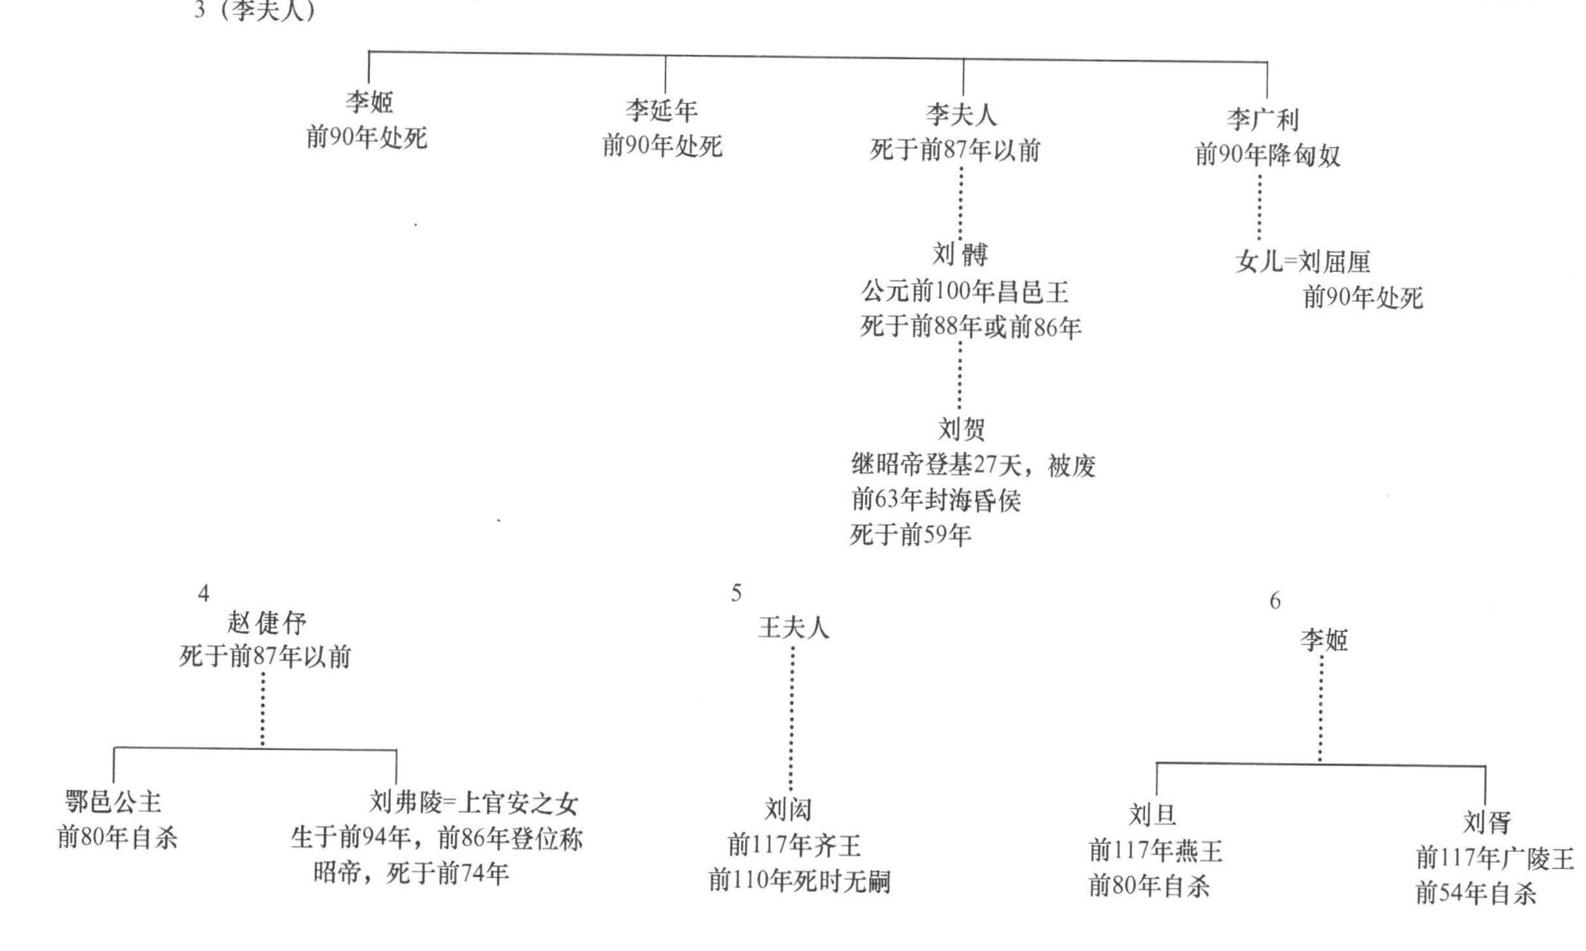 3（李夫人）
李姬
前90年处死
李延年
前90年处死
李夫人
死于前87年以前
李广利
前90年降匈奴
刘髆
公元前100年昌邑王
死于前88年或前86年
女儿=刘屈厘
前90年处死
刘贺
继昭帝登基27天，被废
前63年封海昏侯
死于前59年
4
赵倢伃
死于前87年以前
鄂邑公主
前80年自杀
刘弗陵=上官安之女
生于前94年，前86年登位称
昭帝，死于前74年
5
王夫人
刘闳
前117年齐王
前110年死时无嗣
6
李姬
刘旦
前117年燕王
前80年自杀
刘胥
前117年广陵王
前54年自杀